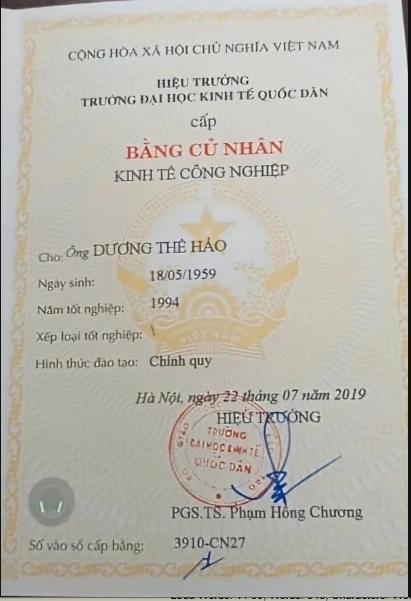 CỘNG HÒA XÃ HỘI CHỦ NGHĨA VIỆT NAM
HIỆU TRƯỞNG
TRƯỜNG ĐẠI HỌC KINH TẾ QUỐC DÂN
cấp
BẰNG CỬ NHÂN
KINH TẾ CÔNG NGHIỆP
Cho: Ông DƯƠNG THẾ HẢO
Ngày sinh: 18/05/1959
Năm tốt nghiệp: 1994
Xếp loại tốt nghiệp: \
Hình thức đào tạo: Chính quy
VIỆT NAM
Hà Nội, ngày 22 tháng 07 năm 2019
HIỆU TRƯỞNG
TRƯỜNG
ĐẠI HỌC KINH TẾ
QUỐC DÂN
PGS.TS. Phạm Hồng Chương
Số vào sổ cấp bằng: 3910-CN27